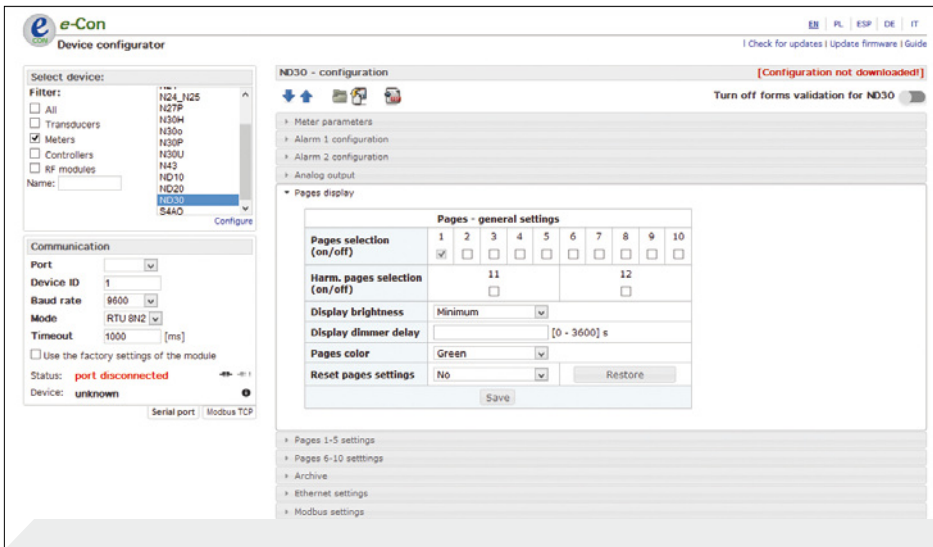 e-Con
EN | PL | ESP | DE | IT
e
CON
Device configurator
| Check for updates | Update firmware | Guide
Select device:
Filter:
All
Transducers
Meters
Controllers
RF modules
Name:
N24_N25
N27P
N30H
N30o
N30P
N30U
N43
ND10
ND20
ND30
S4AO
Configure
Communication
Port
Device ID 1
Baud rate 9600
Mode RTU 8N2
Timeout 1000 [ms]
Use the factory settings of the module
Status: port disconnected
Device: unknown
Serial port Modbus TCP
ND30 - configuration [Configuration not downloaded!]
Turn off forms validation for ND30
Meter parameters
Alarm 1 configuration
Alarm 2 configuration
Analog output
Pages display
Pages - general settings
Pages selection (on/off) 1 2 3 4 5 6 7 8 9 10
Harm. pages selection (on/off) 11 12
Display brightness Minimum
Display dimmer delay [0 - 3600] s
Pages color Green
Reset pages settings No Restore
Save
Pages 1-5 settings
Pages 6-10 setttings
Archive
Ethernet settings
Modbus settings